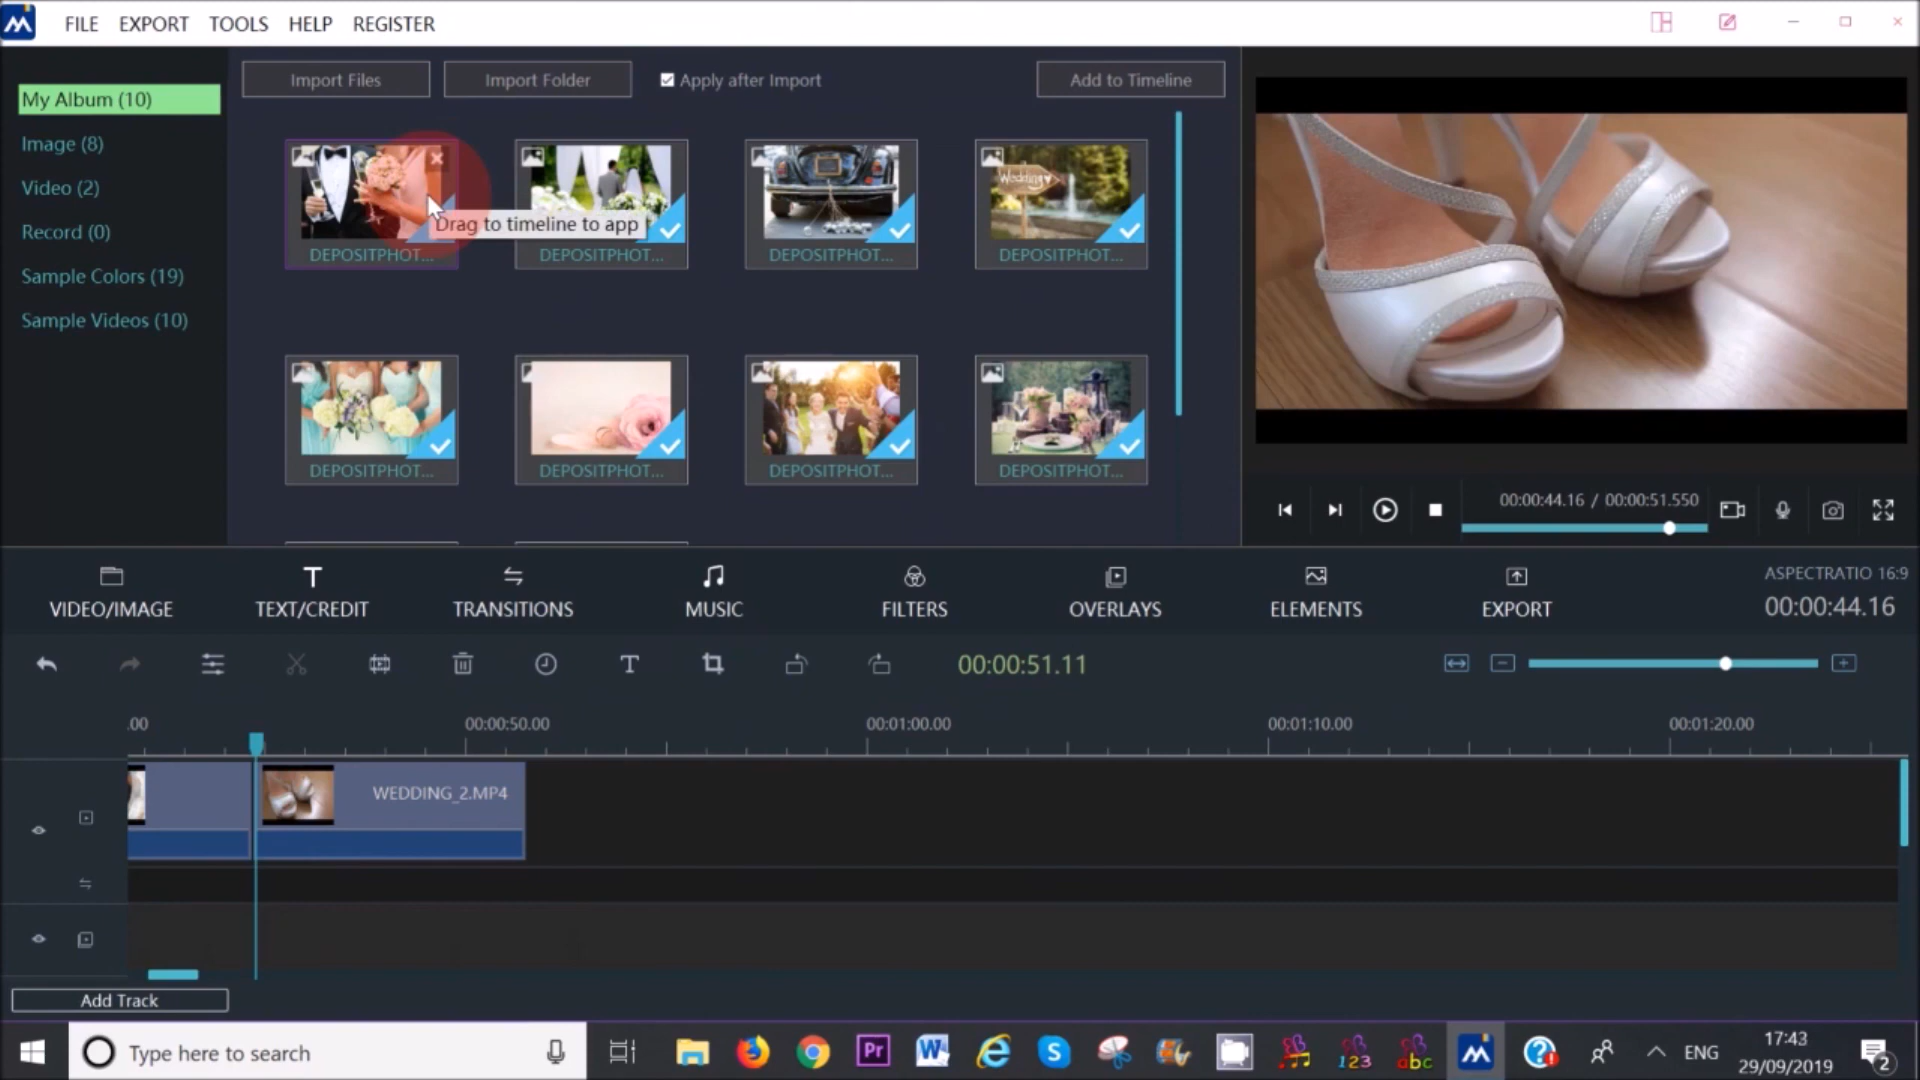 FILE EXPORT TOOLS HELP REGISTER
Import Files Import Folder Apply after Import Add to Timeline
My Album (10)
Image (8)
Video (2)
Record (0)
Sample Colors (19)
Sample Videos (10)
Wedding
Drag to timeline to app
DEPOSITPHOT... DEPOSITPHOT... DEPOSITPHOT... DEPOSITPHOT...
DEPOSITPHOT... DEPOSITPHOT... DEPOSITPHOT... DEPOSITPHOT...
00:00:44.16 / 00:00:51.550
VIDEO/IMAGE TEXT/CREDIT TRANSITIONS MUSIC FILTERS OVERLAYS ELEMENTS EXPORT
ASPECTRATIO 16:9
00:00:44.16
00:00:51.11
.00 00:00:50.00 00:01:00.00 00:01:10.00 00:01:20.00
WEDDING_2.MP4
Add Track
Type here to search
Pr
W
S
123
abc
ENG
17:43
29/09/2019
2